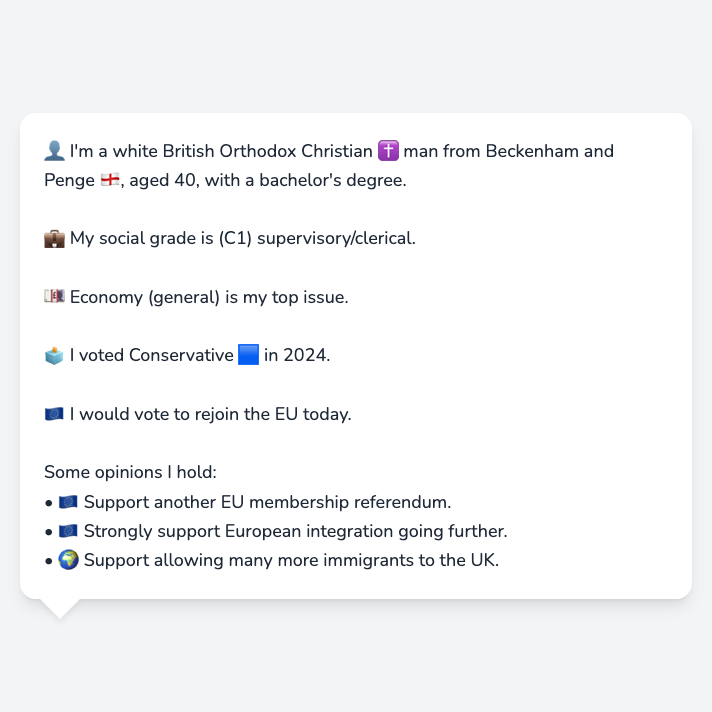 👤 I'm a white British Orthodox Christian ✝️ man from Beckenham and
Penge 🏴󠁧󠁢󠁥󠁮󠁧󠁿, aged 40, with a bachelor's degree.
💼 My social grade is (C1) supervisory/clerical.
💷 Economy (general) is my top issue.
🗳️ I voted Conservative 🟦 in 2024.
🇪🇺 I would vote to rejoin the EU today.
Some opinions I hold:
• 🇪🇺 Support another EU membership referendum.
• 🇪🇺 Strongly support European integration going further.
• 🌍 Support allowing many more immigrants to the UK.